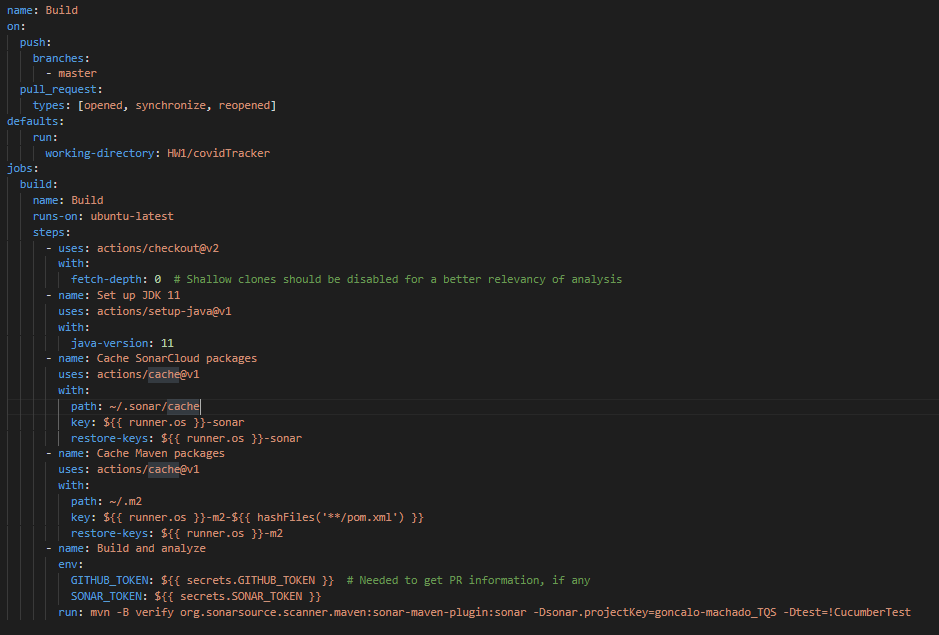 name: Build
on:
  push:
    branches:
      - master
  pull_request:
    types: [opened, synchronize, reopened]
defaults:
    run:
      working-directory: HW1/covidTracker
jobs:
  build:
    name: Build
    runs-on: ubuntu-latest
    steps:
      - uses: actions/checkout@v2
        with:
          fetch-depth: 0  # Shallow clones should be disabled for a better relevancy of analysis
      - name: Set up JDK 11
        uses: actions/setup-java@v1
        with:
          java-version: 11
      - name: Cache SonarCloud packages
        uses: actions/cache@v1
        with:
          path: ~/.sonar/cache
          key: ${{ runner.os }}-sonar
          restore-keys: ${{ runner.os }}-sonar
      - name: Cache Maven packages
        uses: actions/cache@v1
        with:
          path: ~/.m2
          key: ${{ runner.os }}-m2-${{ hashFiles('**/pom.xml') }}
          restore-keys: ${{ runner.os }}-m2
      - name: Build and analyze
        env:
          GITHUB_TOKEN: ${{ secrets.GITHUB_TOKEN }}  # Needed to get PR information, if any
          SONAR_TOKEN: ${{ secrets.SONAR_TOKEN }}
        run: mvn -B verify org.sonarsource.scanner.maven:sonar-maven-plugin:sonar -Dsonar.projectKey=goncalo-machado_TQS -Dtest=!CucumberTest